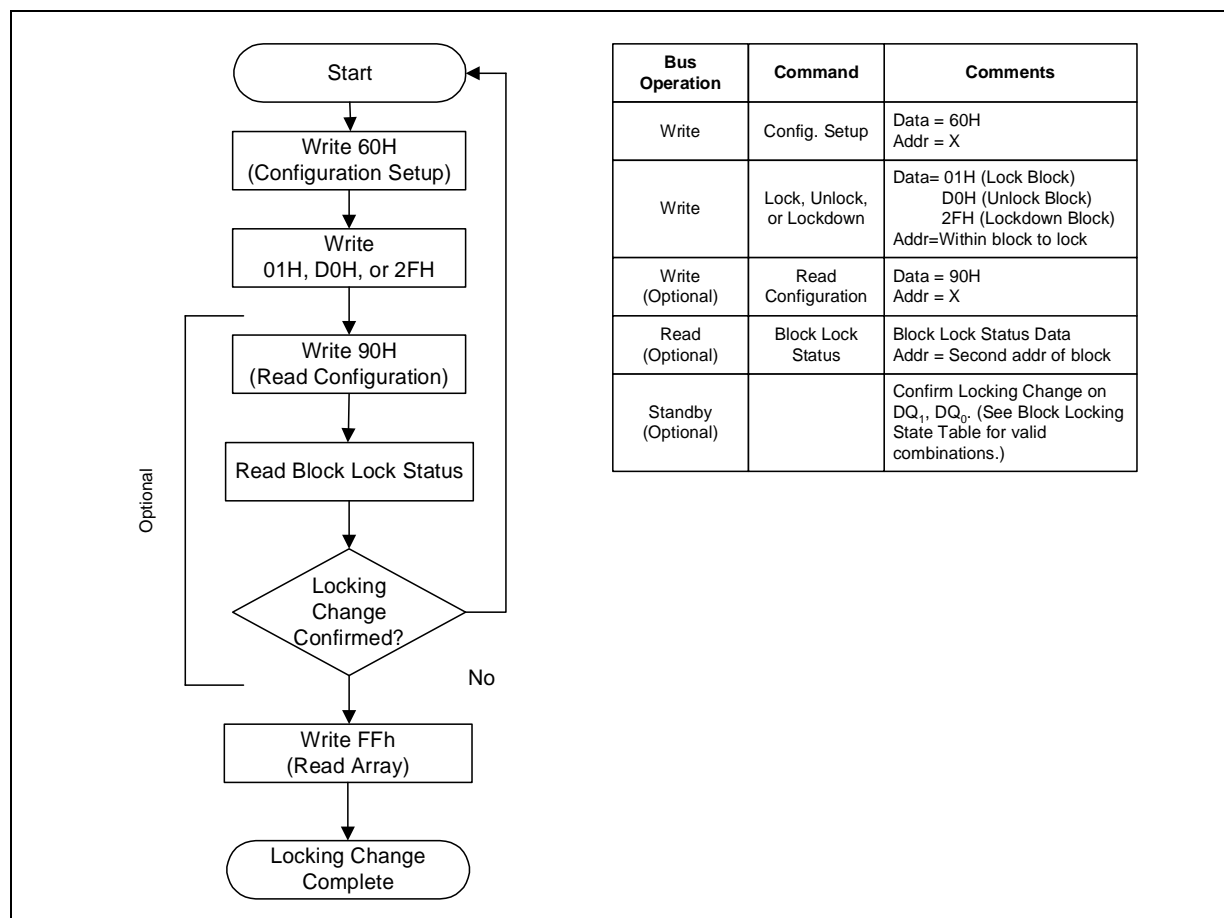 Start
Write 60H
(Configuration Setup)
Write
01H, D0H, or 2FH
Write 90H
(Read Configuration)
Read Block Lock Status
Optional
Locking
Change
Confirmed?
No
Write FFh
(Read Array)
Locking Change
Complete
Bus
Operation
Command
Comments
Write
Config. Setup
Data = 60H
Addr = X
Write
Lock, Unlock,
or Lockdown
Data= 01H (Lock Block)
D0H (Unlock Block)
2FH (Lockdown Block)
Addr=Within block to lock
Write
(Optional)
Read
Configuration
Data = 90H
Addr = X
Read
(Optional)
Block Lock
Status
Block Lock Status Data
Addr = Second addr of block
Standby
(Optional)
Confirm Locking Change on
DQ₁, DQ₀. (See Block Locking
State Table for valid
combinations.)